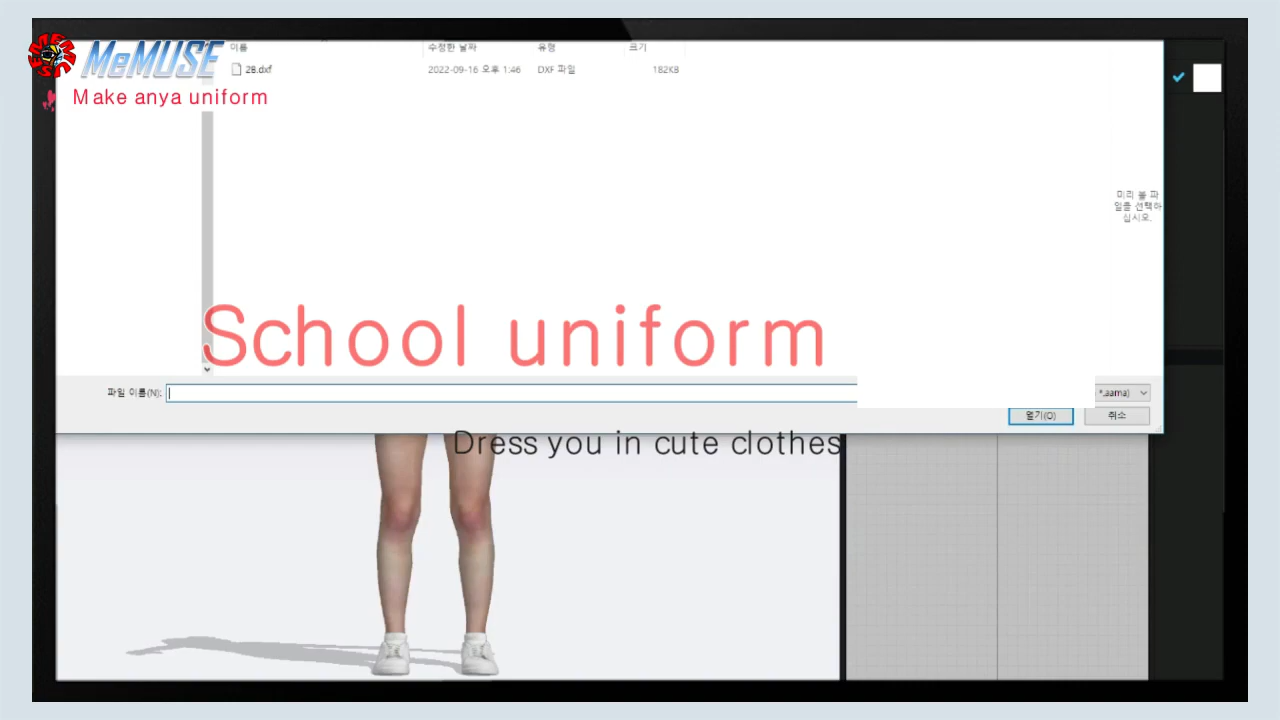 MeMUSE
이름 수정한 날짜 유형 크기
28.dxf 2022-09-16 오후 1:46 DXF 파일 182KB
Make anya uniform
미리 볼 파
일을 선택하
십시오.
School uniform
파일 이름(N): *.aama)
열기(O) 취소
Dress you in cute clothes